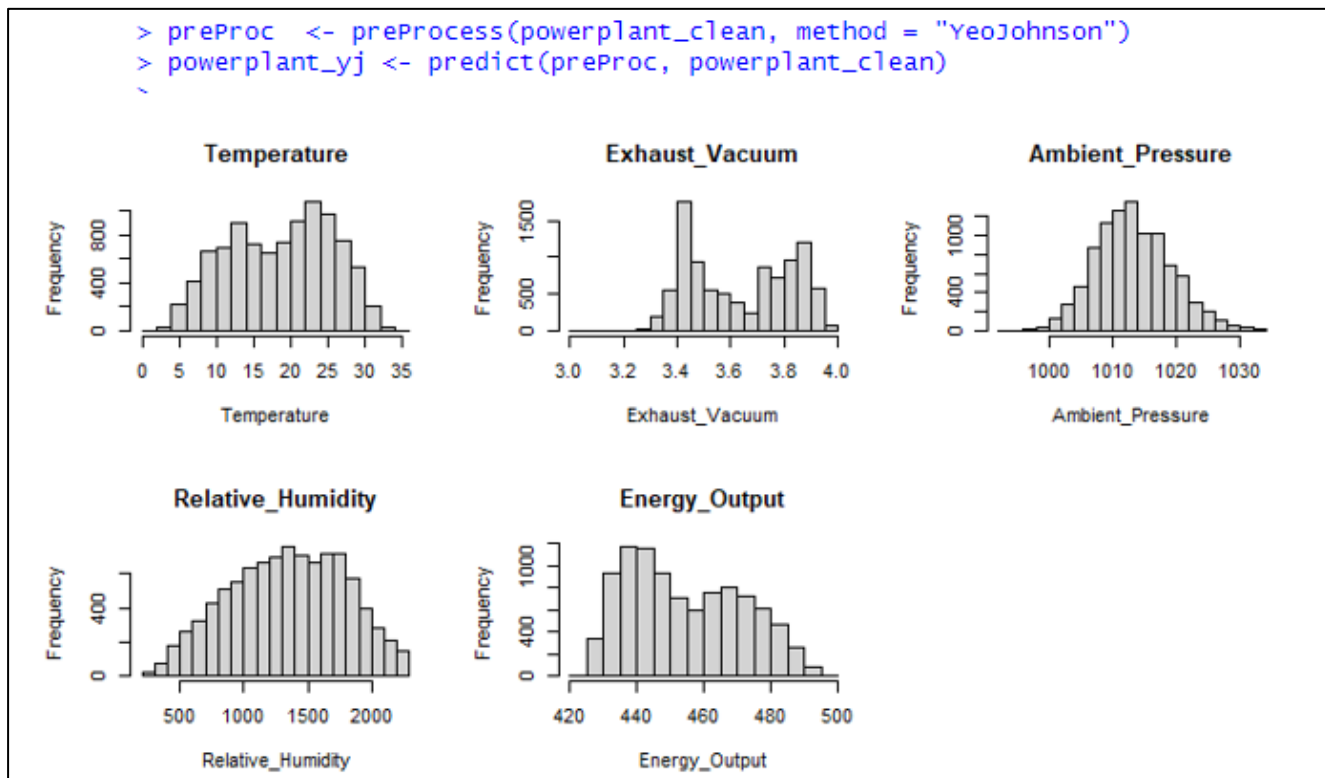 > preProc  <- preProcess(powerplant_clean, method = "YeoJohnson")
> powerplant_yj <- predict(preProc, powerplant_clean)
Temperature
Frequency
0 400 800
0 5 10 15 20 25 30 35
Temperature
Exhaust_Vacuum
Frequency
0 500 1500
3.0 3.2 3.4 3.6 3.8 4.0
Exhaust_Vacuum
Ambient_Pressure
Frequency
0 400 1000
1000 1010 1020 1030
Ambient_Pressure
Relative_Humidity
Frequency
0 400
500 1000 1500 2000
Relative_Humidity
Energy_Output
Frequency
0 400 1000
420 440 460 480 500
Energy_Output